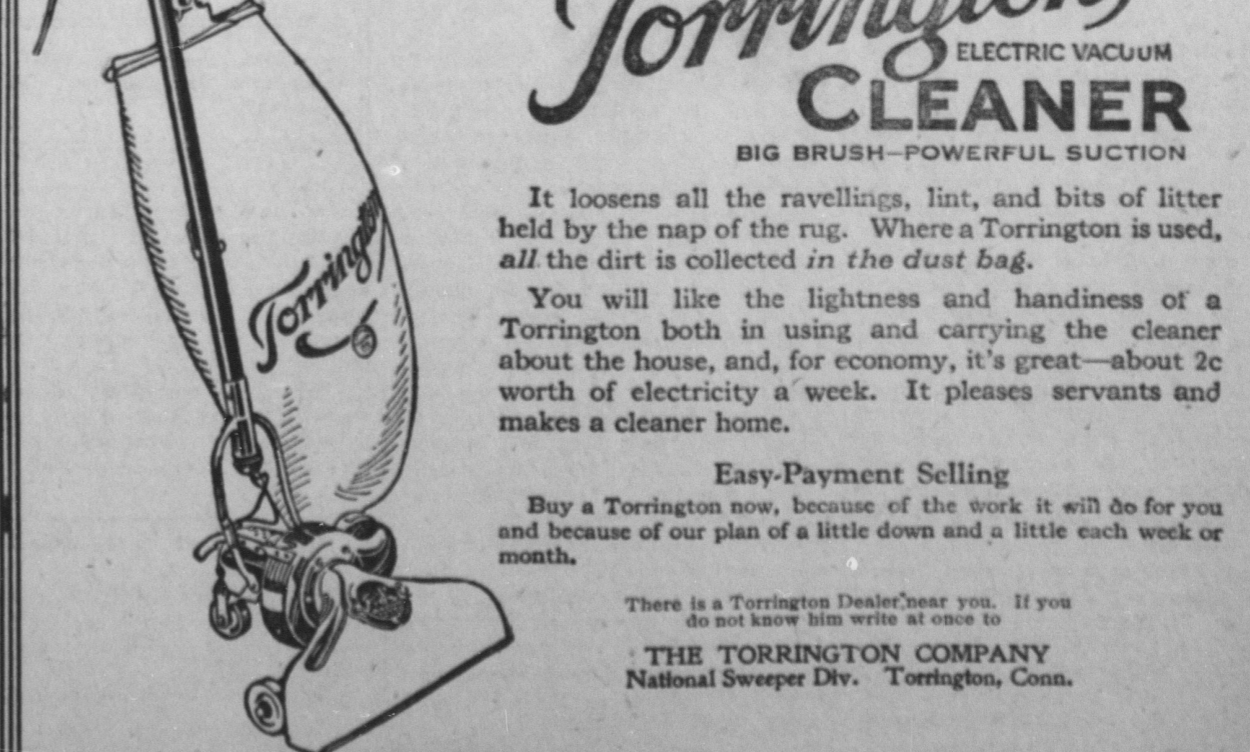 Torrington
ELECTRIC VACUUM
CLEANER
BIG BRUSH—POWERFUL SUCTION
It loosens all the ravellings, lint, and bits of litter
held by the nap of the rug. Where a Torrington is used,
all the dirt is collected in the dust bag.
You will like the lightness and handiness of a
Torrington both in using and carrying the cleaner
about the house, and, for economy, it's great—about 2c
worth of electricity a week. It pleases servants and
makes a cleaner home.
Easy-Payment Selling
Buy a Torrington now, because of the work it will do for you
and because of our plan of a little down and a little each week or
month.
There is a Torrington Dealer near you. If you
do not know him write at once to
THE TORRINGTON COMPANY
National Sweeper Div. Torrington, Conn.
Torrington